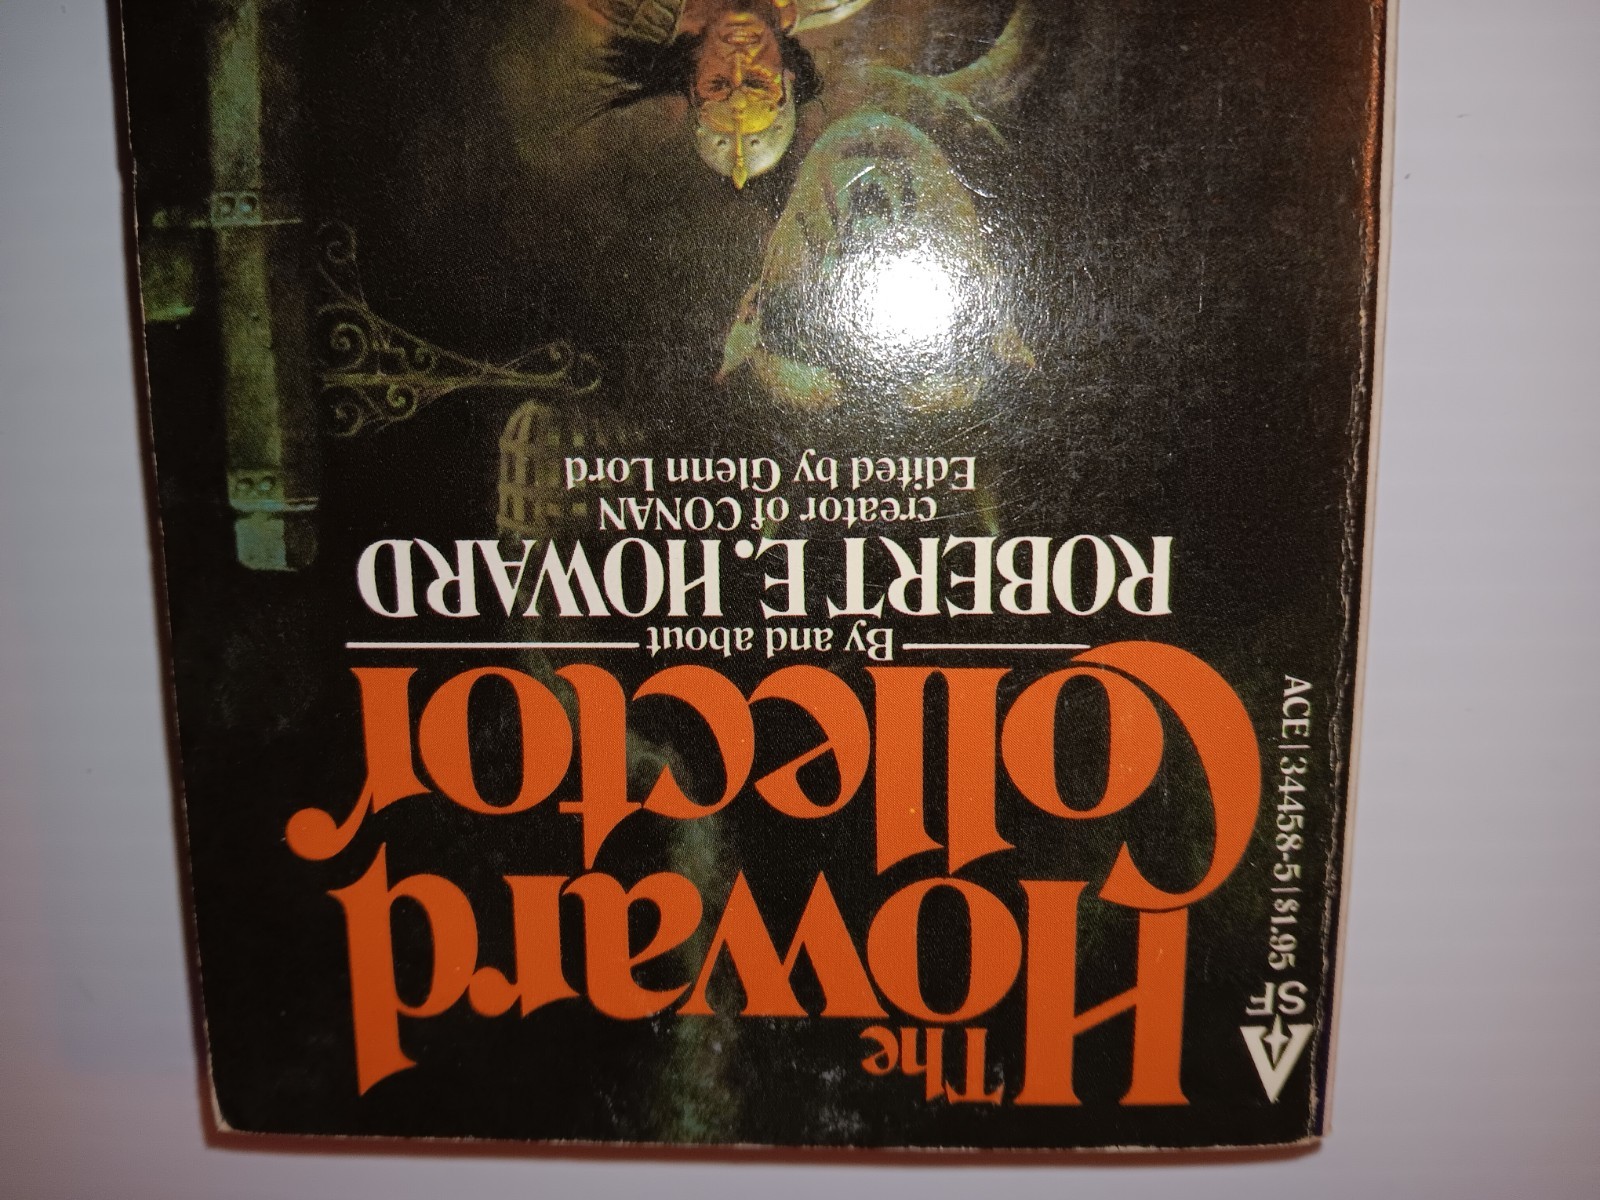 The
Howard
Collector
By and about
ROBERT E. HOWARD
creator of CONAN
Edited by Glenn Lord
SF
ACE | 34458-5 | $1.95